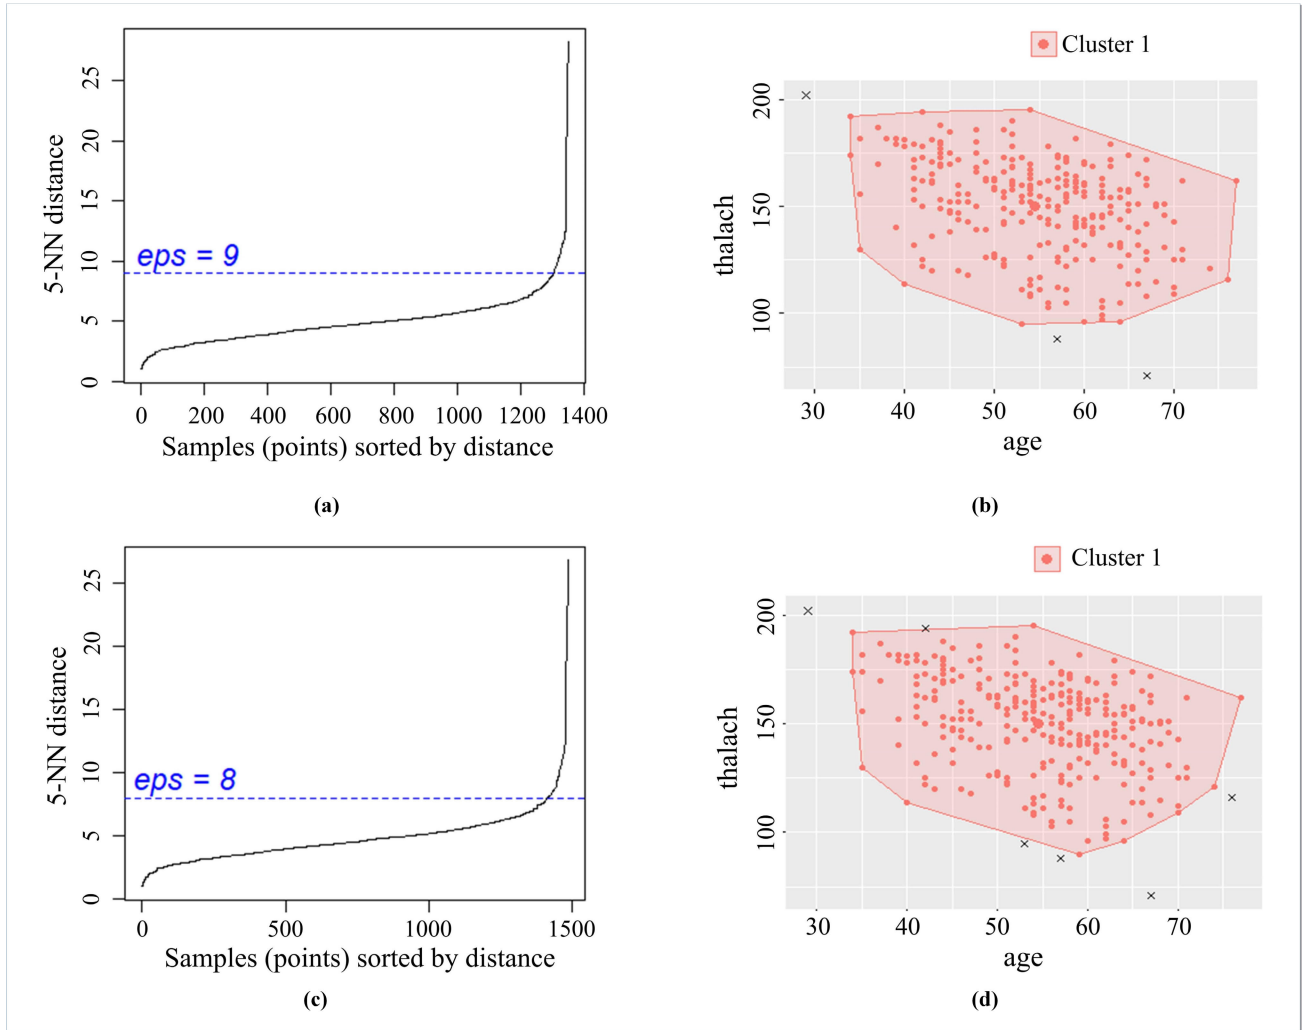 5-NN distance
25
20
15
10
5
0
eps = 9
0 200 400 600 800 1000 1200 1400
Samples (points) sorted by distance
(a)
Cluster 1
thalach
200
150
100
30 40 50 60 70
age
(b)
5-NN distance
25
20
15
10
5
0
eps = 8
0 500 1000 1500
Samples (points) sorted by distance
(c)
Cluster 1
thalach
200
150
100
30 40 50 60 70
age
(d)